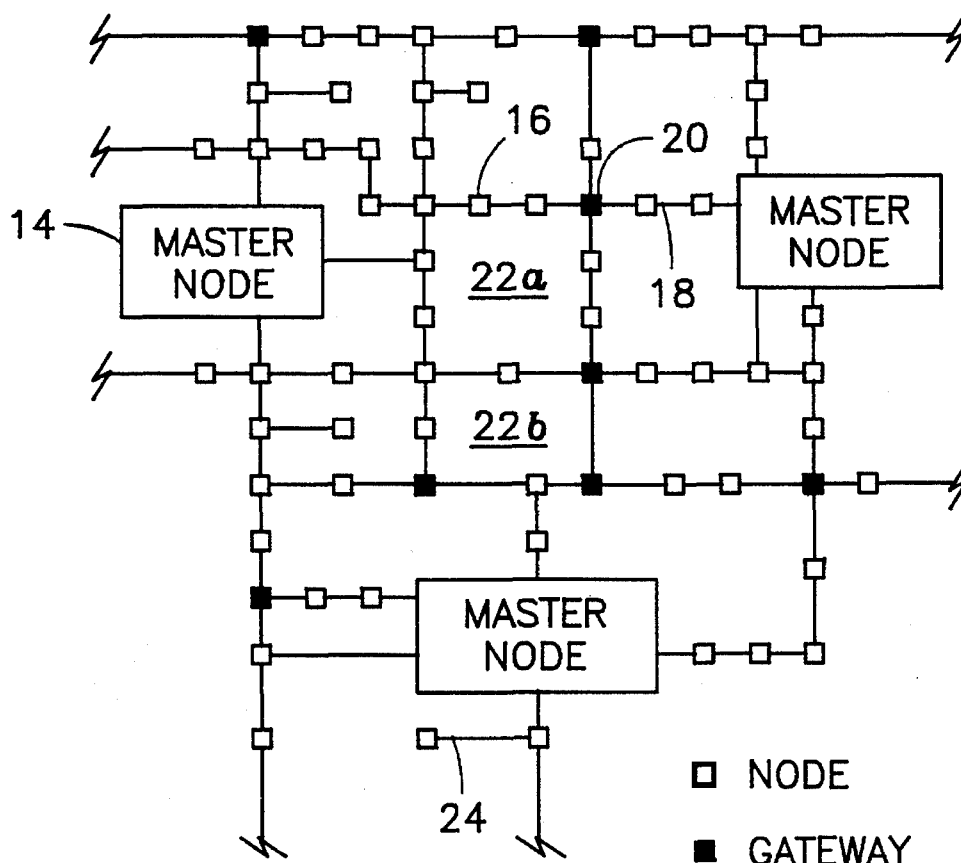 16
20
14
MASTER
NODE
MASTER
NODE
22a
18
22b
MASTER
NODE
24
NODE
GATEWAY